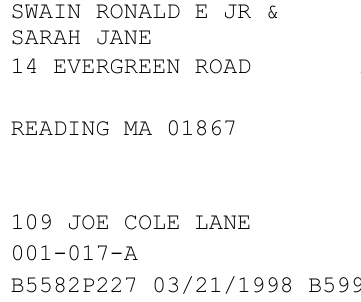 SWAIN RONALD E JR &
SARAH JANE
14 EVERGREEN ROAD
READING MA 01867
109 JOE COLE LANE
001-017-A
B5582P227 03/21/1998 B599